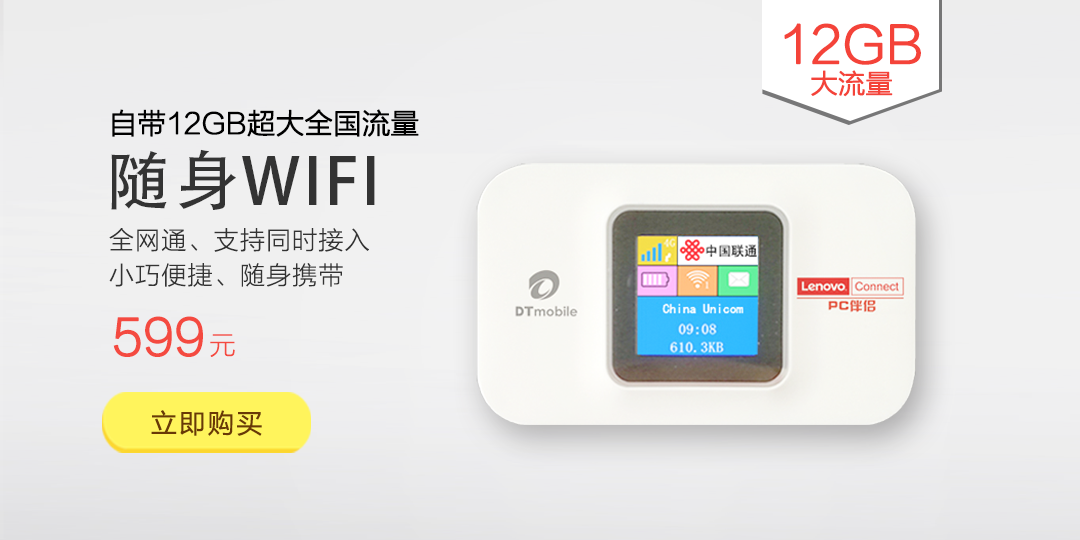 12GB
大流量
自带12GB超大全国流量
随身WIFI
全网通、支持同时接入
小巧便捷、随身携带
599元
立即购买
DTmobile
4G
中国联通
China Unicom
09:08
610.3KB
Lenovo Connect
PC伴侣